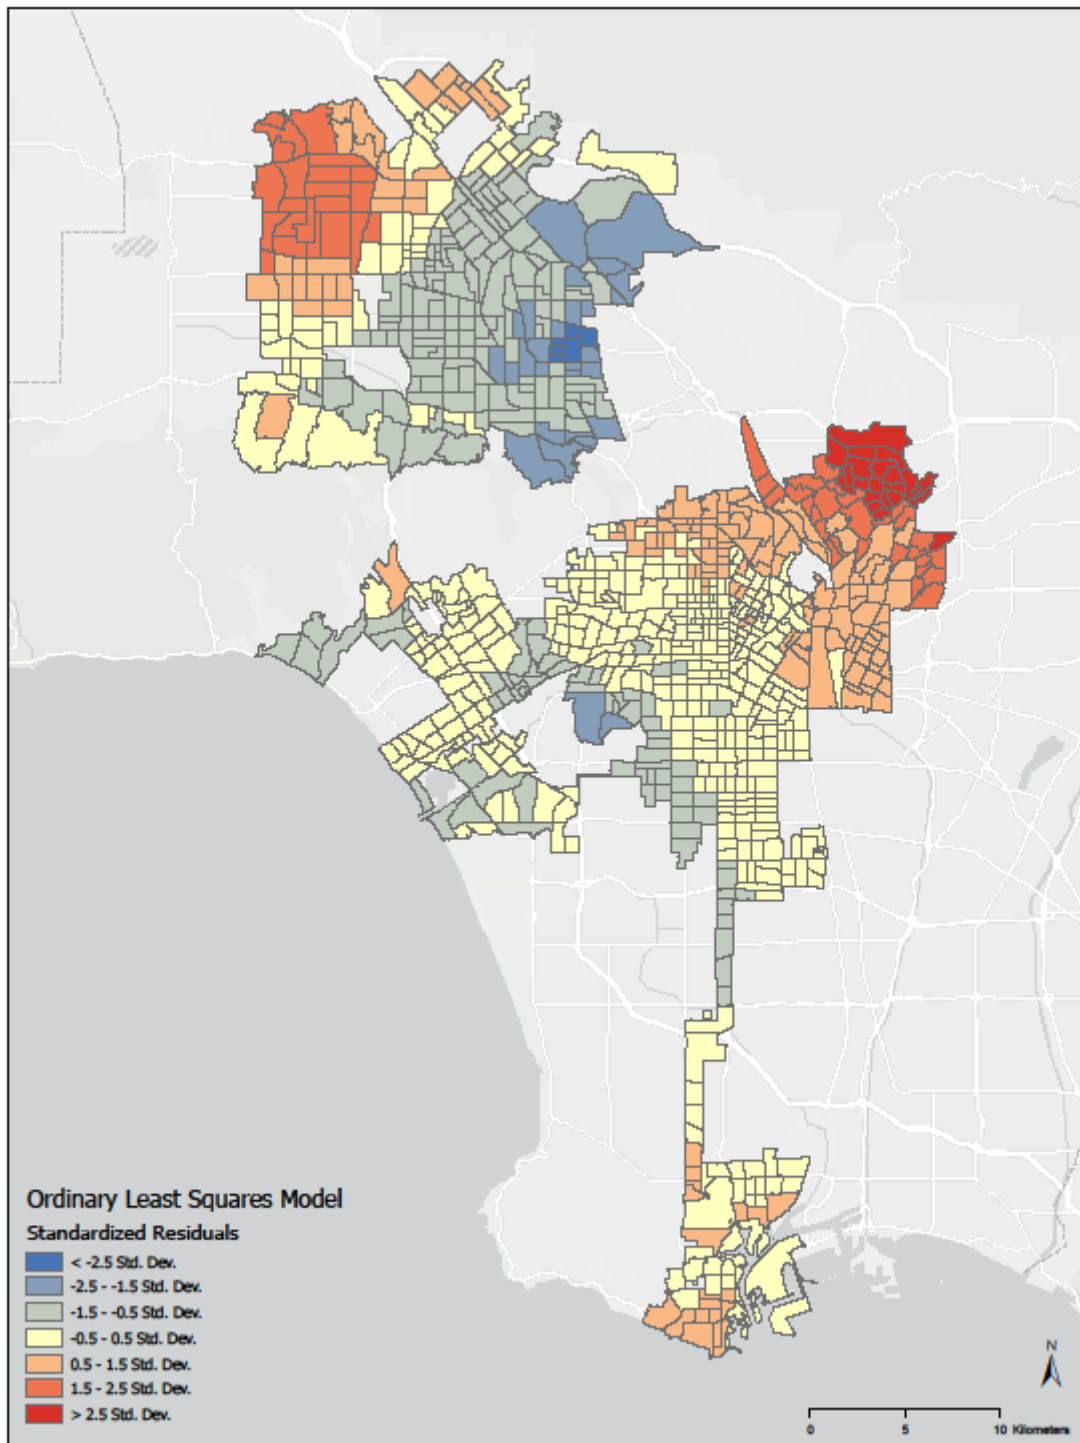 Ordinary Least Squares Model
Standardized Residuals
< -2.5 Std. Dev.
-2.5 - -1.5 Std. Dev.
-1.5 - -0.5 Std. Dev.
-0.5 - 0.5 Std. Dev.
0.5 - 1.5 Std. Dev.
1.5 - 2.5 Std. Dev.
> 2.5 Std. Dev.
N
0 5 10 Kilometers